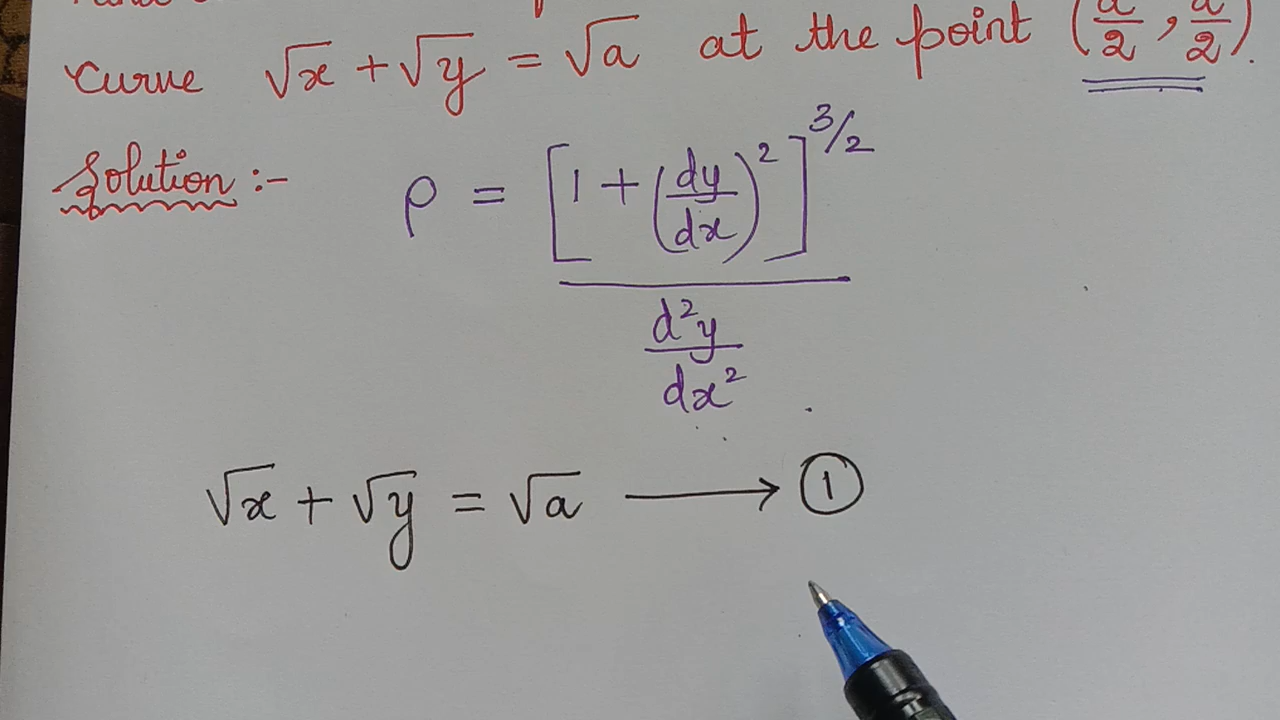 curve √x + √y = √a at the point (a/2, a/2).
Solution :-
ρ = [1 + (dy/dx)²]^3/2 / d²y/dx²
√x + √y = √a ⟶ ①